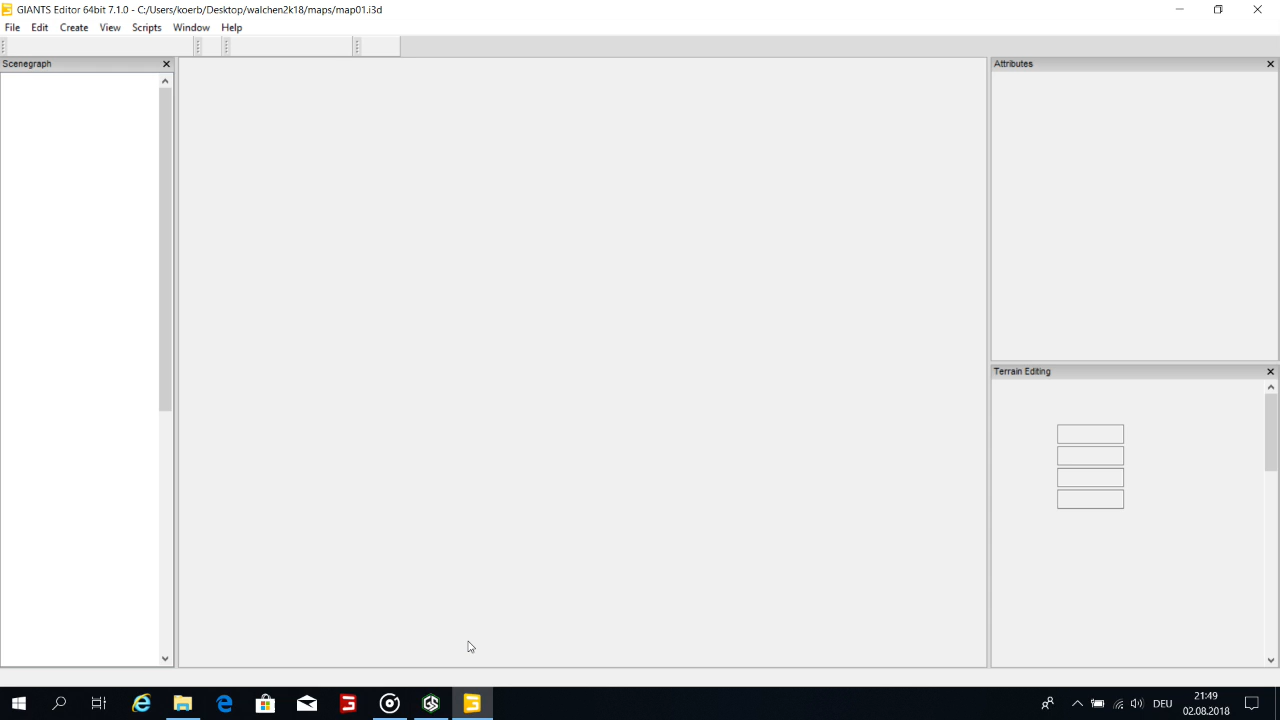 GIANTS Editor 64bit 7.1.0 - C:/Users/koerb/Desktop/walchen2k18/maps/map01.i3d
File Edit Create View Scripts Window Help
Scenegraph
Attributes
Terrain Editing
DEU
21:49
02.08.2018